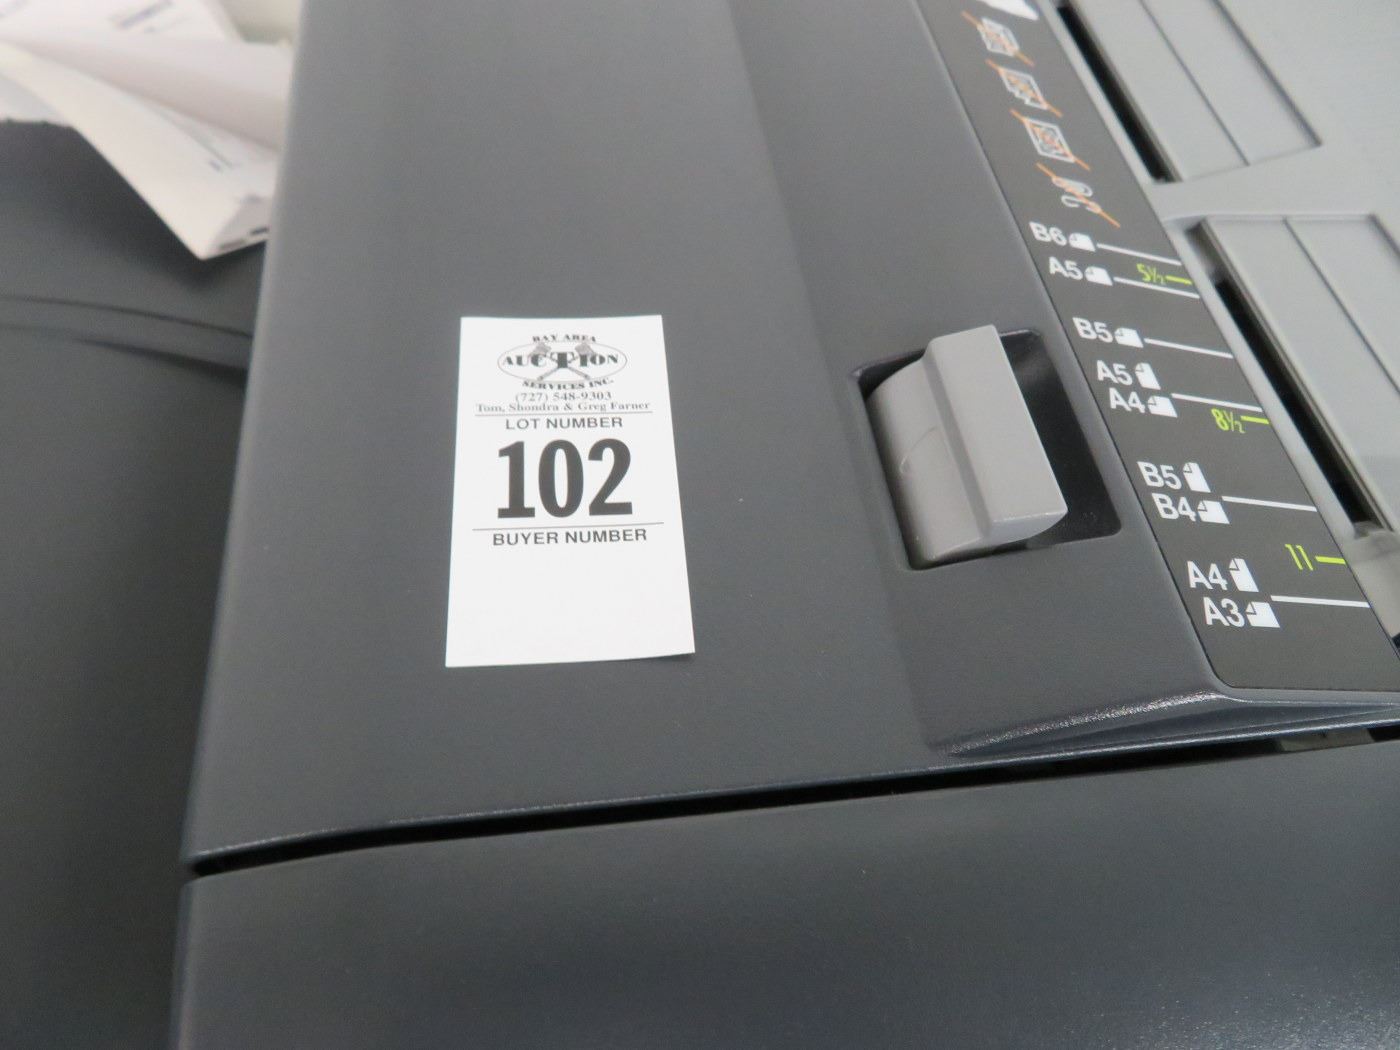 BAY AREA
AUCTION
SERVICES INC.
(727) 548-9303
Tom, Shondra & Greg Farner
LOT NUMBER
102
BUYER NUMBER
B6
A5 5½
B5
A5
A4 8½
B5
B4
A4 11
A3